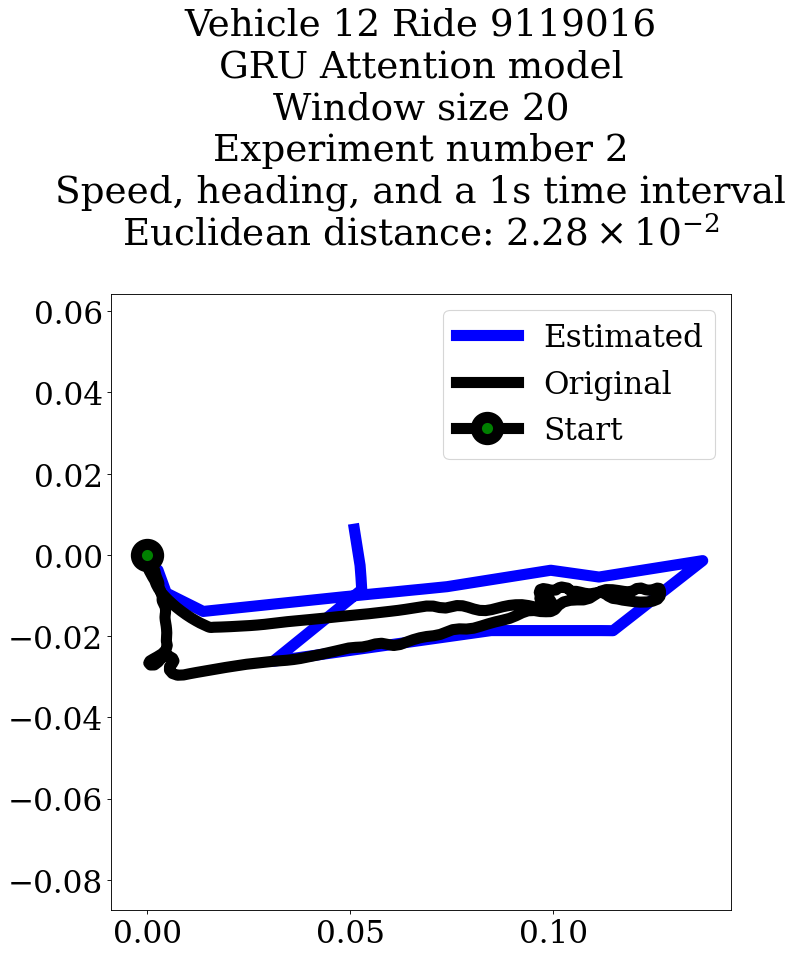 Vehicle 12 Ride 9119016
GRU Attention model
Window size 20
Experiment number 2
Speed, heading, and a 1s time interval
Euclidean distance: 2.28 × 10⁻²
Estimated
Original
Start
0.06
0.04
0.02
0.00
−0.02
−0.04
−0.06
−0.08
0.00 0.05 0.10